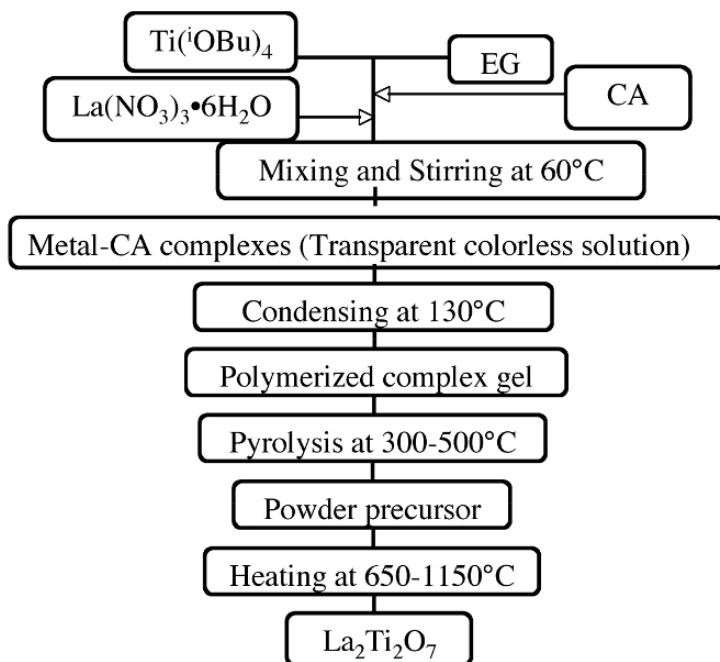 Ti(ⁱOBu)₄
EG
CA
La(NO₃)₃•6H₂O
Mixing and Stirring at 60°C
Metal-CA complexes (Transparent colorless solution)
Condensing at 130°C
Polymerized complex gel
Pyrolysis at 300-500°C
Powder precursor
Heating at 650-1150°C
La₂Ti₂O₇